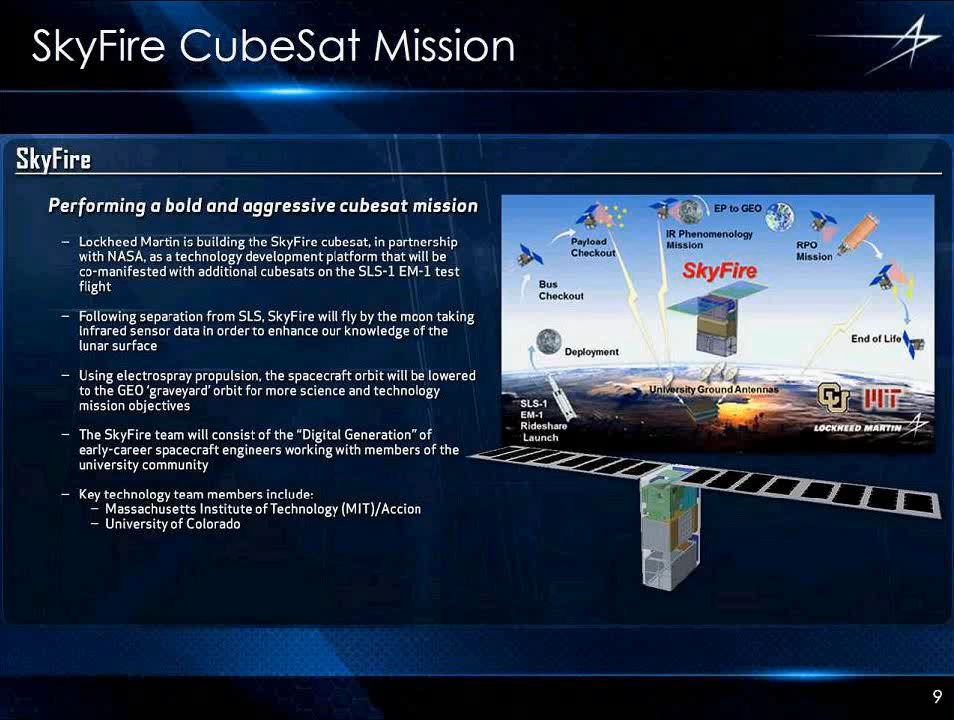 SkyFire CubeSat Mission
SkyFire
Performing a bold and aggressive cubesat mission
– Lockheed Martin is building the SkyFire cubesat, in partnership
with NASA, as a technology development platform that will be
co-manifested with additional cubesats on the SLS-1 EM-1 test
flight
– Following separation from SLS, SkyFire will fly by the moon taking
infrared sensor data in order to enhance our knowledge of the
lunar surface
– Using electrospray propulsion, the spacecraft orbit will be lowered
to the GEO ‘graveyard’ orbit for more science and technology
mission objectives
– The SkyFire team will consist of the “Digital Generation” of
early-career spacecraft engineers working with members of the
university community
– Key technology team members include:
– Massachusetts Institute of Technology (MIT)/Accion
– University of Colorado
SLS-1
EM-1
Rideshare
Launch
Deployment
Bus
Checkout
Payload
Checkout
IR Phenomenology
Mission
EP to GEO
RPO
Mission
End of Life
SkyFire
University Ground Antennas
CU
MIT
LOCKHEED MARTIN
9